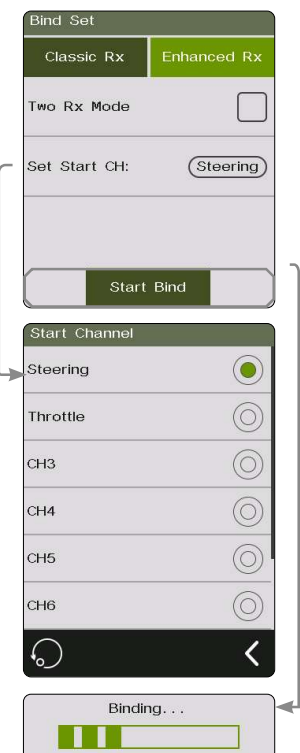 Bind Set
Classic Rx Enhanced Rx
Two Rx Mode
Set Start CH: Steering
Start Bind
Start Channel
Steering
Throttle
CH3
CH4
CH5
CH6
Binding...